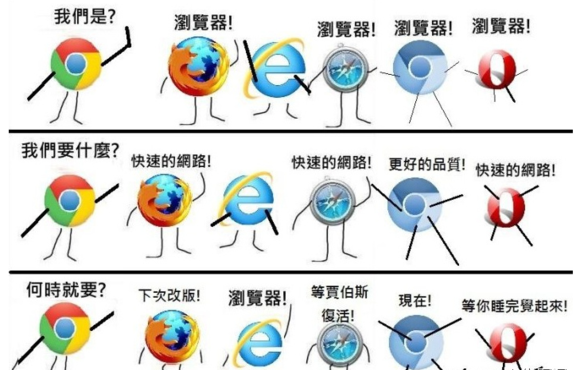 我們是?
瀏覽器!
瀏覽器!
瀏覽器!
瀏覽器!
我們要什麼?
快速的網路!
快速的網路!
更好的品質!
快速的網路!
何時就要?
下次改版!
瀏覽器!
等賈伯斯
復活!
現在!
等你睡完覺起來!